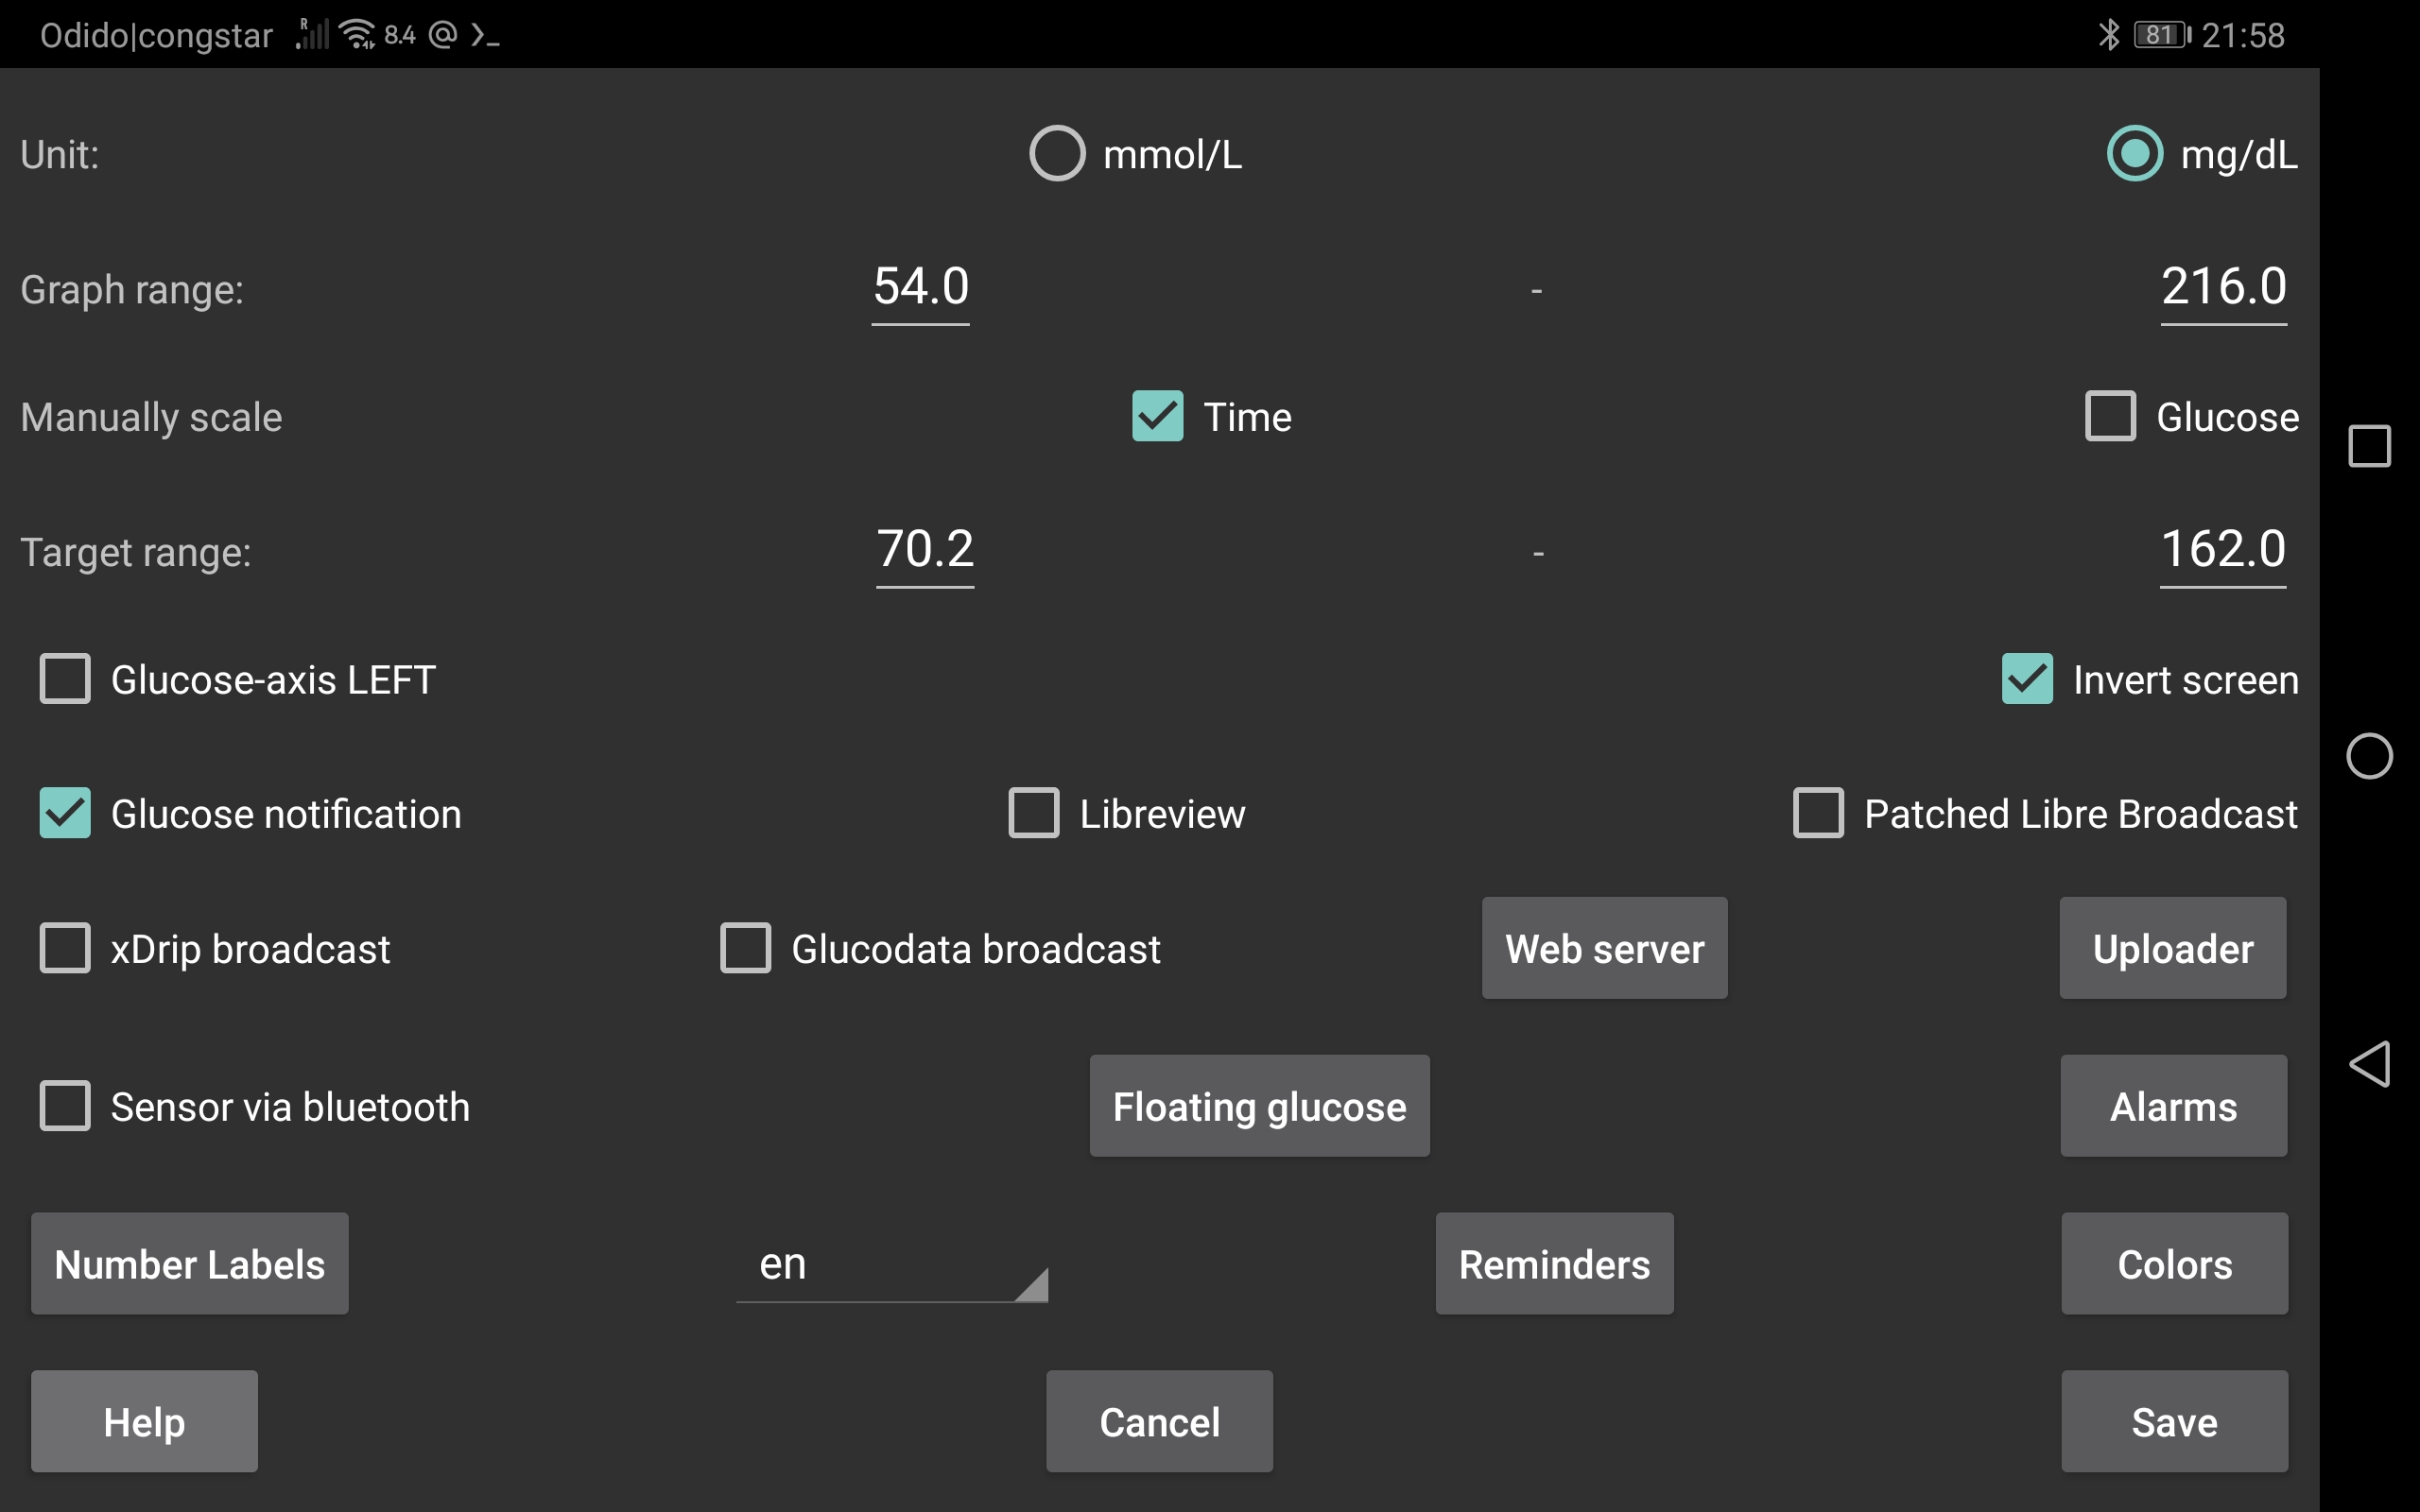 Odido|congstar R 8.4 @ >_ 81 21:58
Unit: mmol/L mg/dL
Graph range: 54.0 - 216.0
Manually scale Time Glucose
Target range: 70.2 - 162.0
Glucose-axis LEFT Invert screen
Glucose notification Libreview Patched Libre Broadcast
xDrip broadcast Glucodata broadcast Web server Uploader
Sensor via bluetooth Floating glucose Alarms
Number Labels en Reminders Colors
Help Cancel Save